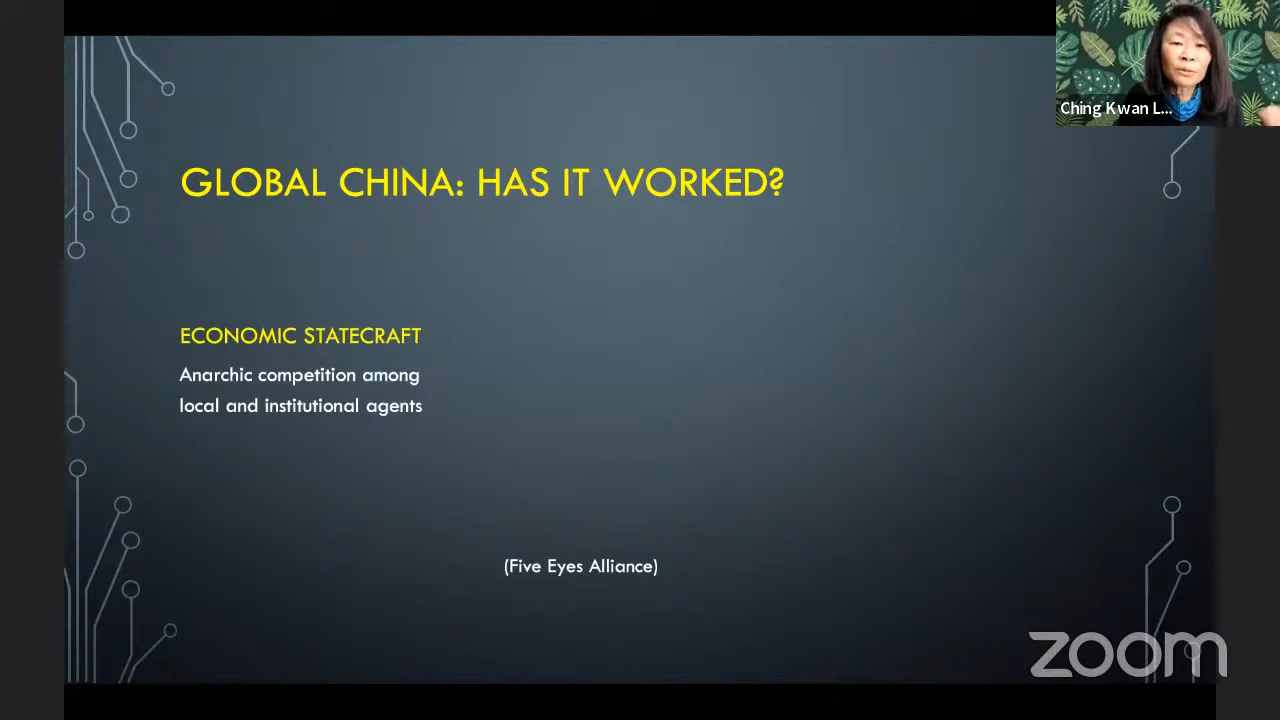 Ching Kwan L...
GLOBAL CHINA: HAS IT WORKED?
ECONOMIC STATECRAFT
Anarchic competition among
local and institutional agents
(Five Eyes Alliance)
zoom